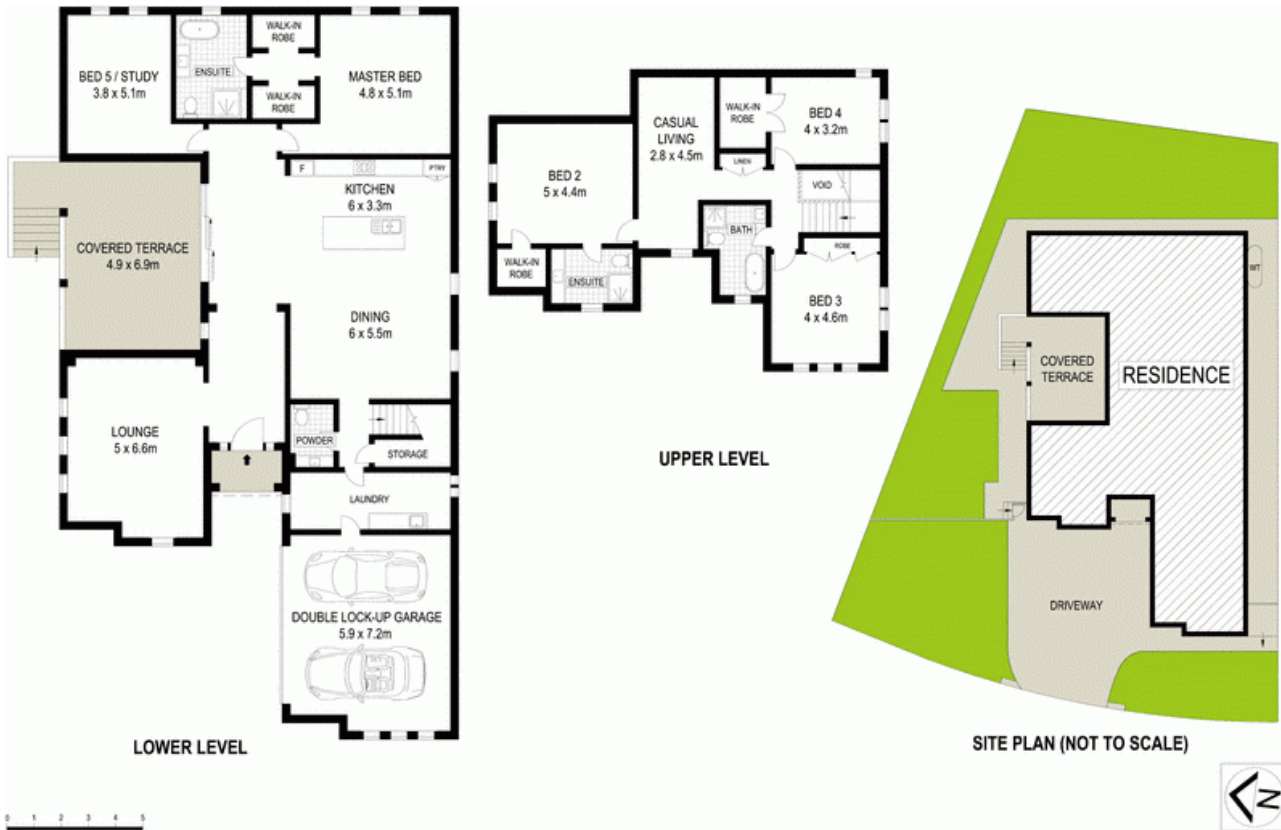 WALK-IN
ROBE
BED 5 / STUDY
3.8 x 5.1m
ENSUITE
MASTER BED
4.8 x 5.1m
WALK-IN
ROBE
F
PTRY
KITCHEN
6 x 3.3m
COVERED TERRACE
4.9 x 6.9m
DINING
6 x 5.5m
LOUNGE
5 x 6.6m
POWDER
STORAGE
LAUNDRY
DOUBLE LOCK-UP GARAGE
5.9 x 7.2m
LOWER LEVEL
0 1 2 3 4 5
CASUAL
LIVING
2.8 x 4.5m
WALK-IN
ROBE
BED 4
4 x 3.2m
BED 2
5 x 4.4m
LINEN
VOID
BATH
ROBE
WALK-IN
ROBE
ENSUITE
BED 3
4 x 4.6m
UPPER LEVEL
WT
COVERED
TERRACE
RESIDENCE
DRIVEWAY
SITE PLAN (NOT TO SCALE)
N